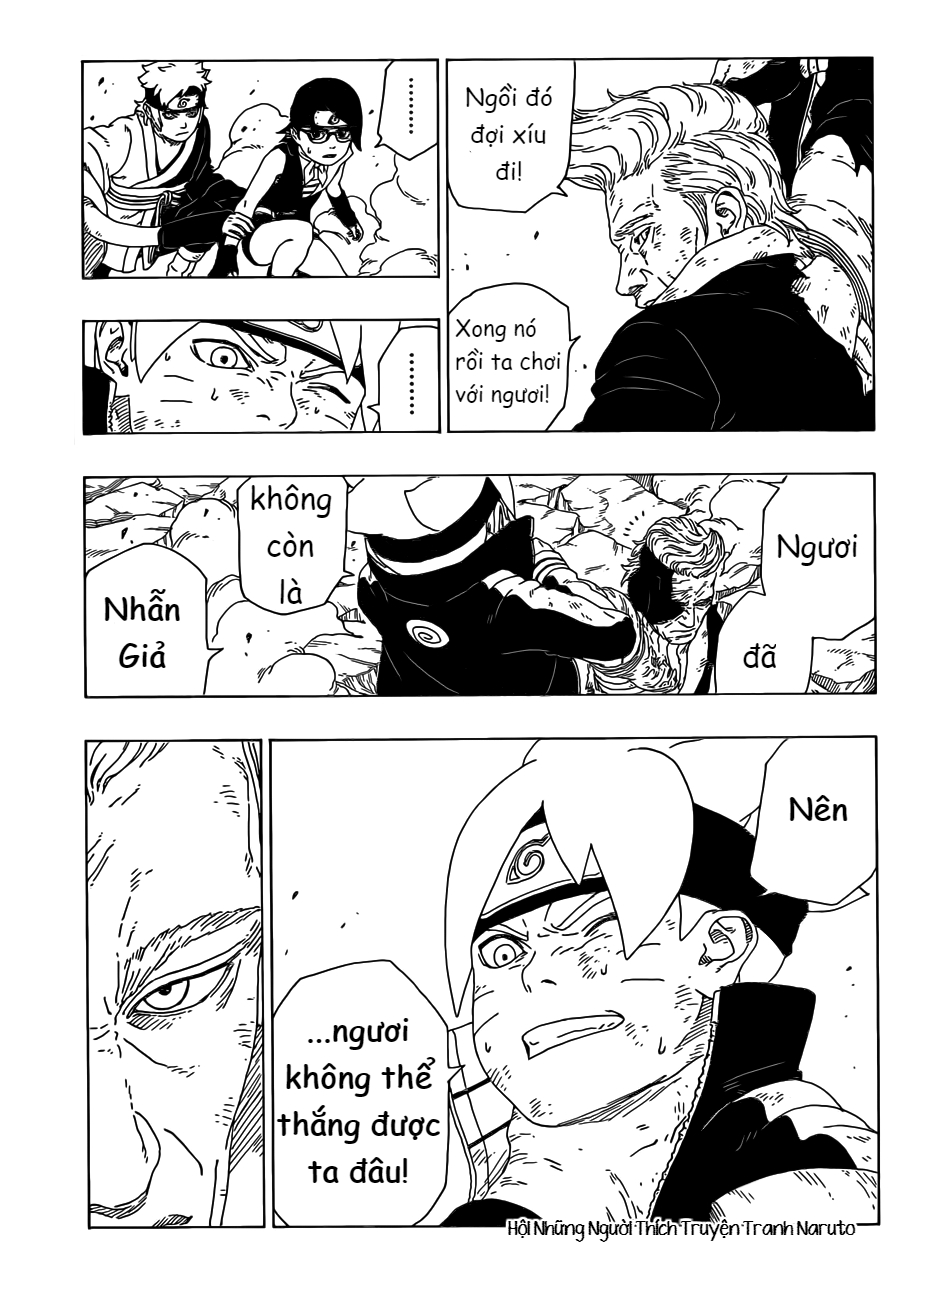 ..........
Ngồi đó
đợi xíu
đi!
Xong nó
rồi ta chơi
với ngươi!
..........
Ngươi
đã
không
còn
là
Nhẫn
Giả
Nên
...ngươi
không thể
thắng được
ta đâu!
Hội Những Người Thích Truyện Tranh Naruto